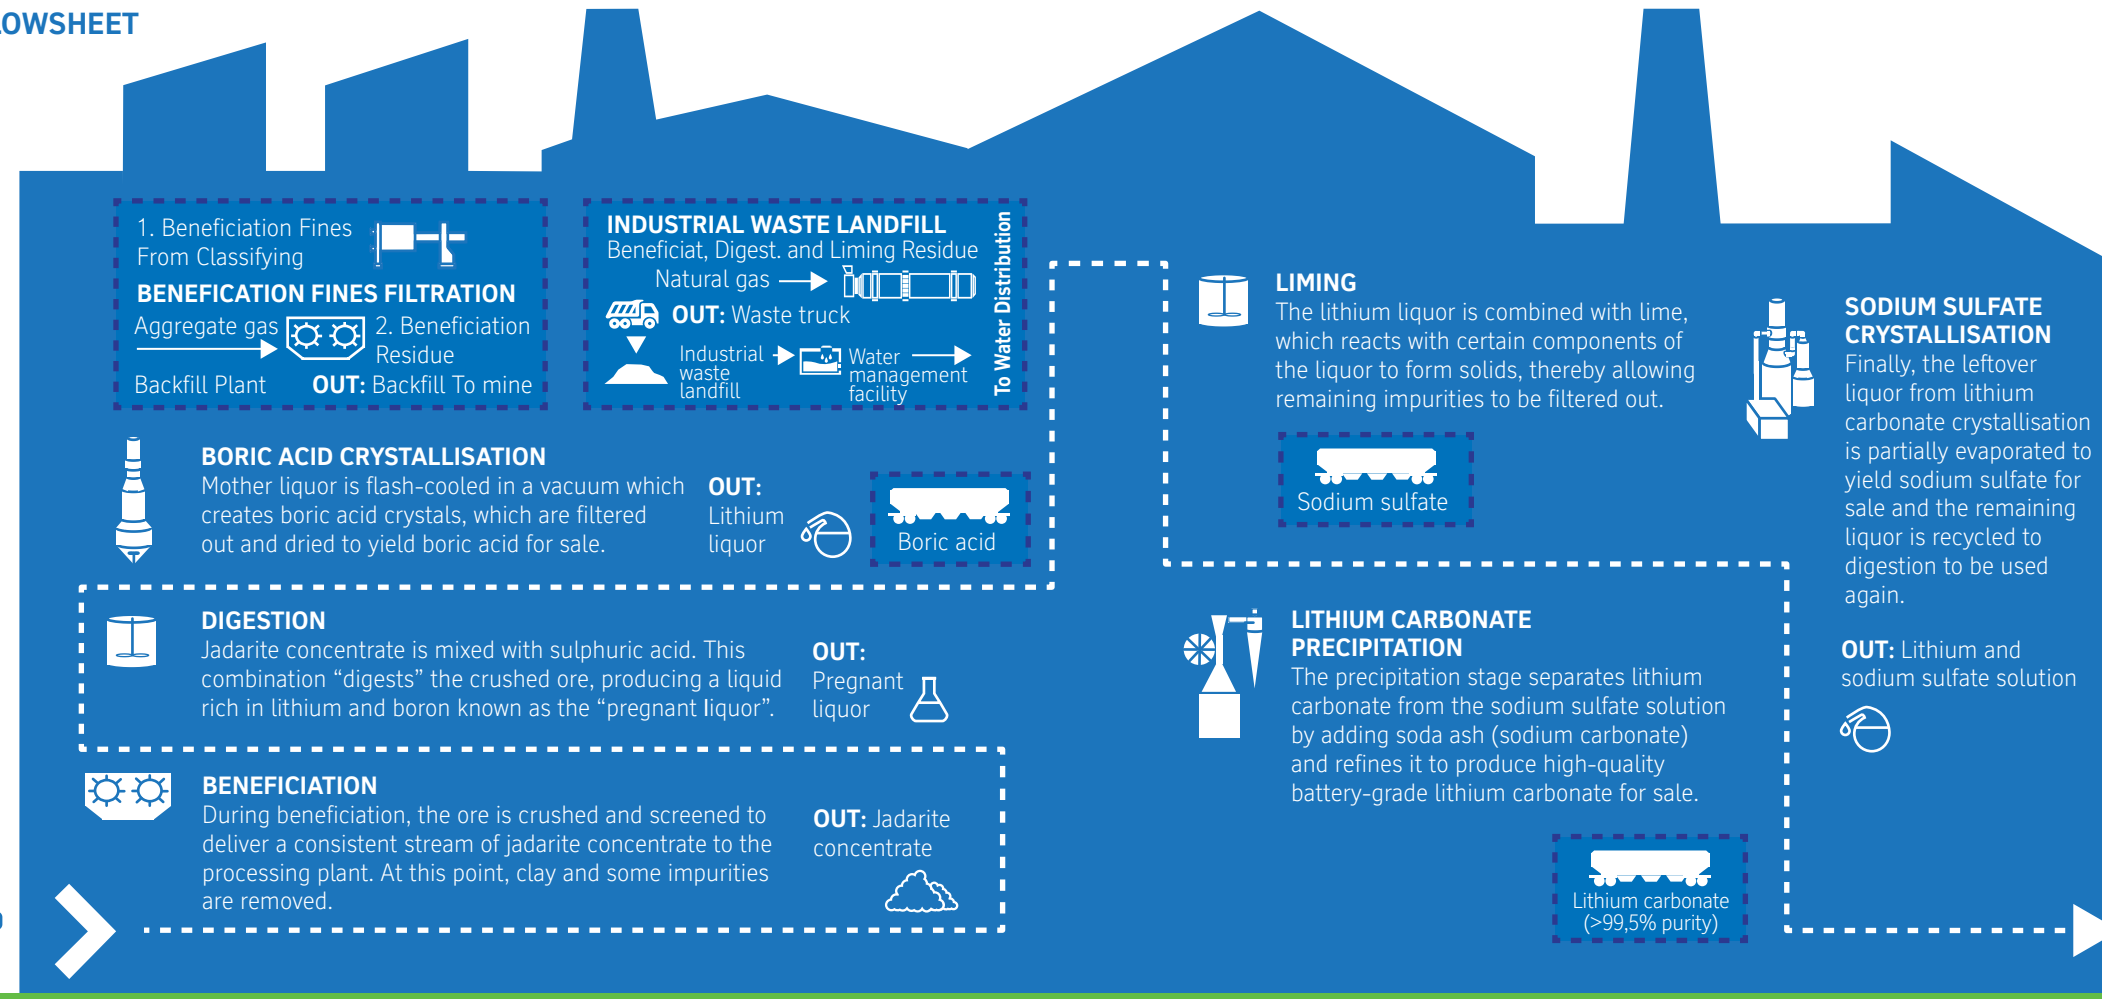 LOWSHEET
1. Beneficiation Fines
From Classifying
BENEFICATION FINES FILTRATION
Aggregate gas
2. Beneficiation
Residue
Backfill Plant
OUT: Backfill To mine
INDUSTRIAL WASTE LANDFILL
Beneficiat, Digest. and Liming Residue
Natural gas
OUT: Waste truck
Industrial
waste
landfill
Water
management
facility
To Water Distribution
BORIC ACID CRYSTALLISATION
Mother liquor is flash-cooled in a vacuum which
creates boric acid crystals, which are filtered
out and dried to yield boric acid for sale.
OUT:
Lithium
liquor
Boric acid
DIGESTION
Jadarite concentrate is mixed with sulphuric acid. This
combination “digests” the crushed ore, producing a liquid
rich in lithium and boron known as the “pregnant liquor”.
OUT:
Pregnant
liquor
BENEFICIATION
During beneficiation, the ore is crushed and screened to
deliver a consistent stream of jadarite concentrate to the
processing plant. At this point, clay and some impurities
are removed.
OUT: Jadarite
concentrate
LIMING
The lithium liquor is combined with lime,
which reacts with certain components of
the liquor to form solids, thereby allowing
remaining impurities to be filtered out.
Sodium sulfate
LITHIUM CARBONATE
PRECIPITATION
The precipitation stage separates lithium
carbonate from the sodium sulfate solution
by adding soda ash (sodium carbonate)
and refines it to produce high-quality
battery-grade lithium carbonate for sale.
Lithium carbonate
(>99,5% purity)
SODIUM SULFATE
CRYSTALLISATION
Finally, the leftover
liquor from lithium
carbonate crystallisation
is partially evaporated to
yield sodium sulfate for
sale and the remaining
liquor is recycled to
digestion to be used
again.
OUT: Lithium and
sodium sulfate solution